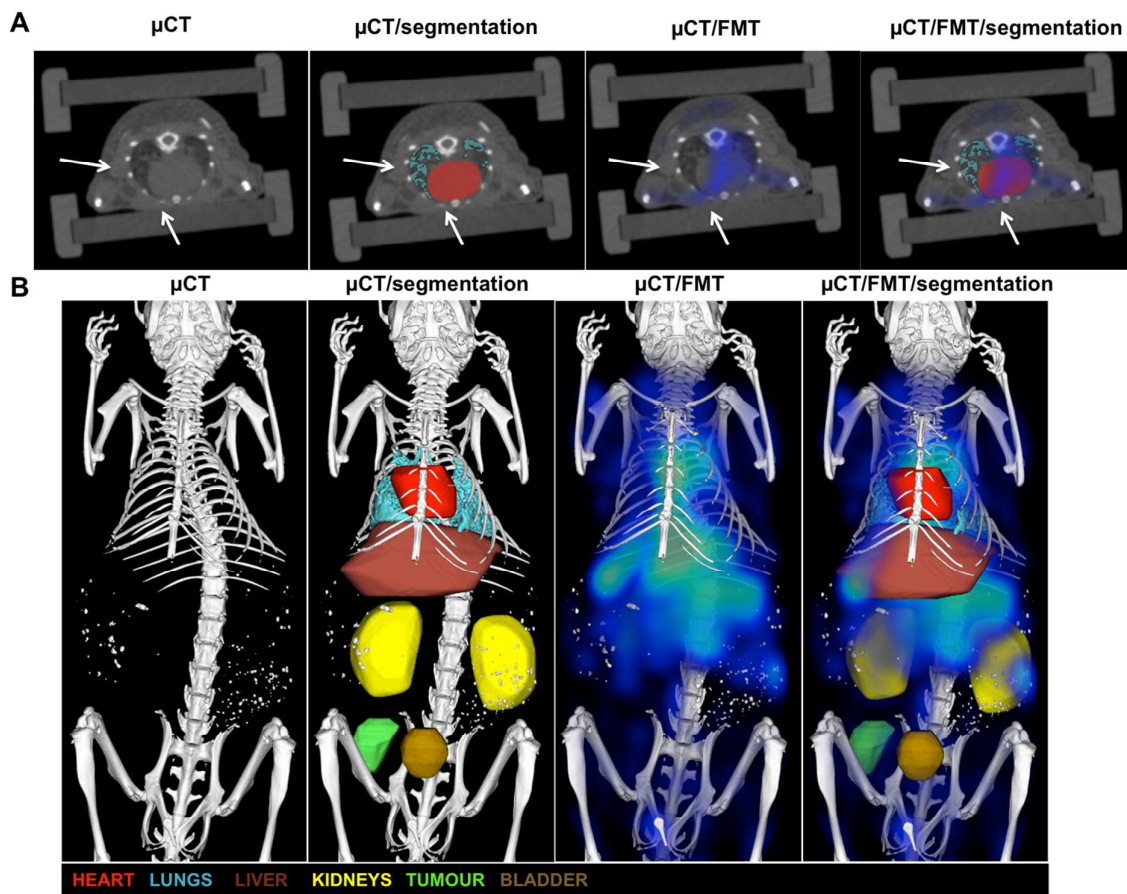 A
μCT μCT/segmentation μCT/FMT μCT/FMT/segmentation
B
μCT μCT/segmentation μCT/FMT μCT/FMT/segmentation
HEART LUNGS LIVER KIDNEYS TUMOUR BLADDER